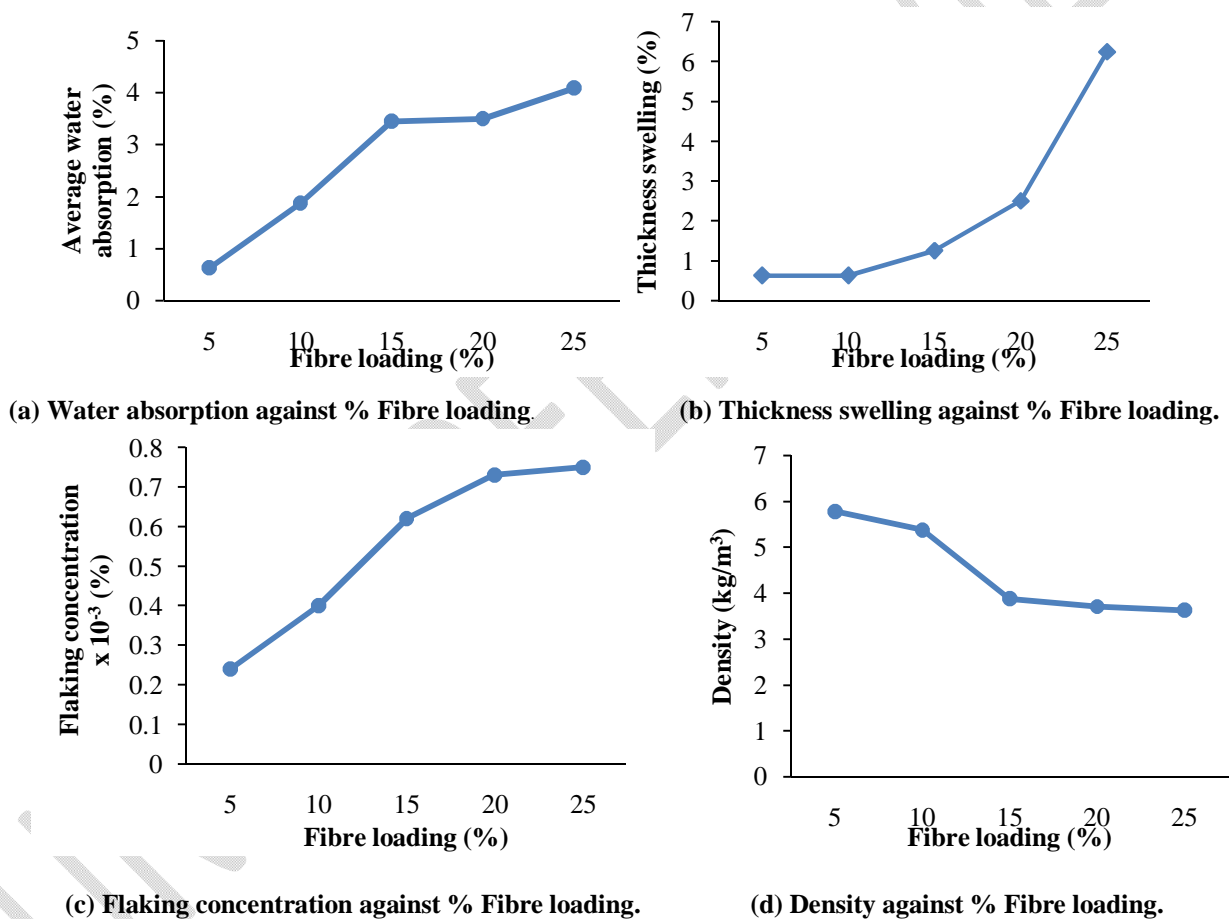 5
4
3
2
1
0
Average water
absorption (%)
5 10 15 20 25
Fibre loading (%)
7
6
5
4
3
2
1
0
Thickness swelling (%)
5 10 15 20 25
Fibre loading (%)
(a) Water absorption against % Fibre loading.
(b) Thickness swelling against % Fibre loading.
0.8
0.7
0.6
0.5
0.4
0.3
0.2
0.1
0
Flaking concentration
x 10⁻³ (%)
5 10 15 20 25
Fibre loading (%)
7
6
5
4
3
2
1
0
Density (kg/m³)
5 10 15 20 25
Fibre loading (%)
(c) Flaking concentration against % Fibre loading.
(d) Density against % Fibre loading.